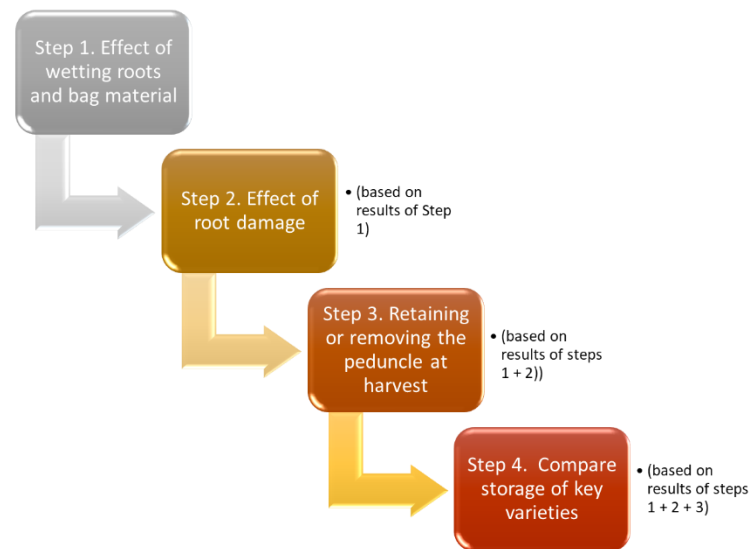 Step 1. Effect of
wetting roots
and bag material
Step 2. Effect of
root damage
• (based on
results of Step
1)
Step 3. Retaining
or removing the
peduncle at
harvest
• (based on
results of steps
1 + 2))
Step 4.  Compare
storage of key
varieties
• (based on
results of steps
1 + 2 + 3)